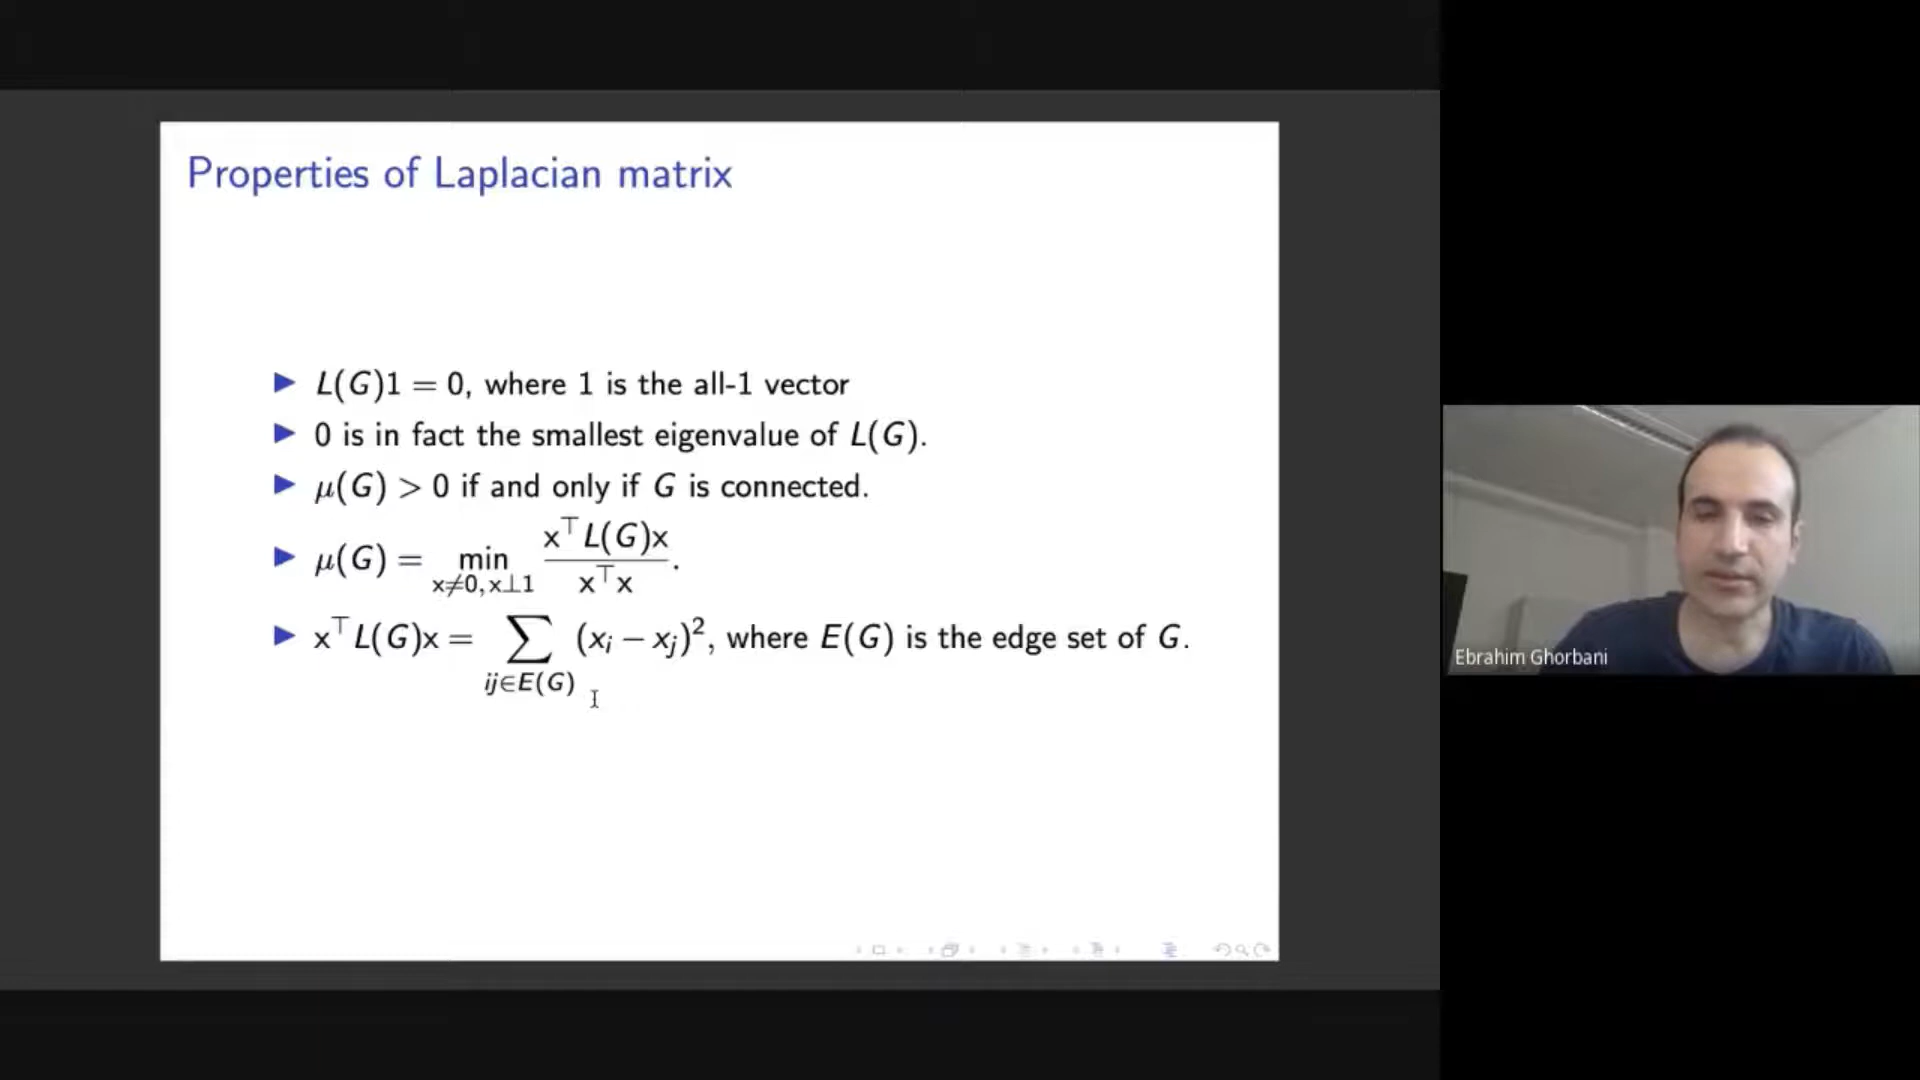 Properties of Laplacian matrix
▶ L(G)1 = 0, where 1 is the all-1 vector
▶ 0 is in fact the smallest eigenvalue of L(G).
▶ μ(G) > 0 if and only if G is connected.
▶ μ(G) = min_{x≠0, x⊥1} x⊤L(G)x / x⊤x.
▶ x⊤L(G)x = ∑_{ij∈E(G)} (x_i − x_j)², where E(G) is the edge set of G.
Ebrahim Ghorbani